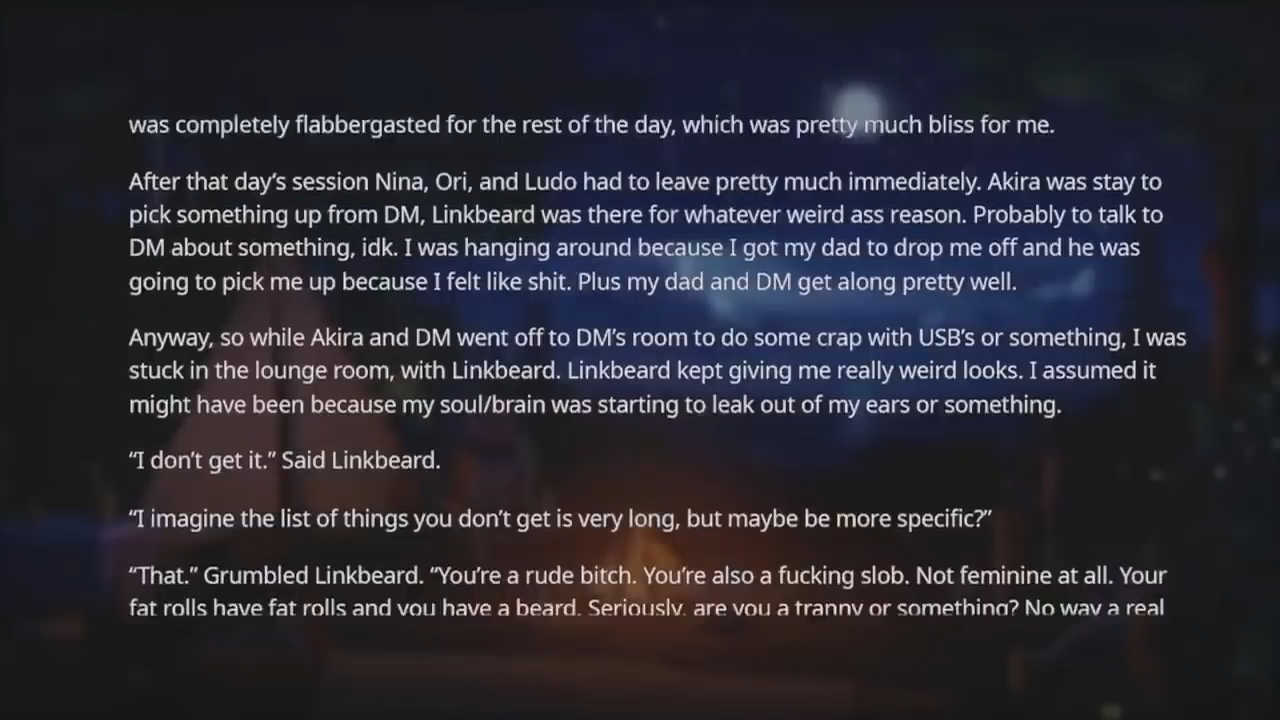 was completely flabbergasted for the rest of the day, which was pretty much bliss for me.
After that day's session Nina, Ori, and Ludo had to leave pretty much immediately. Akira was stay to
pick something up from DM, Linkbeard was there for whatever weird ass reason. Probably to talk to
DM about something, idk. I was hanging around because I got my dad to drop me off and he was
going to pick me up because I felt like shit. Plus my dad and DM get along pretty well.
Anyway, so while Akira and DM went off to DM's room to do some crap with USB's or something, I was
stuck in the lounge room, with Linkbeard. Linkbeard kept giving me really weird looks. I assumed it
might have been because my soul/brain was starting to leak out of my ears or something.
“I don't get it.” Said Linkbeard.
“I imagine the list of things you don't get is very long, but maybe be more specific?”
“That.” Grumbled Linkbeard. “You're a rude bitch. You're also a fucking slob. Not feminine at all. Your
fat rolls have fat rolls and you have a beard. Seriously, are you a tranny or something? No way a real